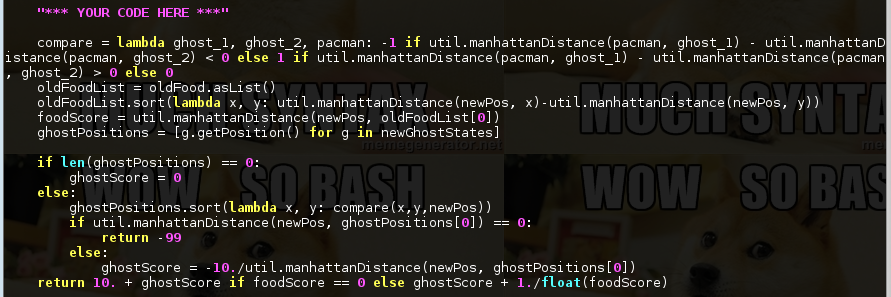 "*** YOUR CODE HERE ***"
compare = lambda ghost_1, ghost_2, pacman: -1 if util.manhattanDistance(pacman, ghost_1) - util.manhattanD
istance(pacman, ghost_2) < 0 else 1 if util.manhattanDistance(pacman, ghost_1) - util.manhattanDistance(pacman
, ghost_2) > 0 else 0
oldFoodList = oldFood.asList()
oldFoodList.sort(lambda x, y: util.manhattanDistance(newPos, x)-util.manhattanDistance(newPos, y))
foodScore = util.manhattanDistance(newPos, oldFoodList[0])
ghostPositions = [g.getPosition() for g in newGhostStates]
if len(ghostPositions) == 0:
ghostScore = 0
else:
ghostPositions.sort(lambda x, y: compare(x,y,newPos))
if util.manhattanDistance(newPos, ghostPositions[0]) == 0:
return -99
else:
ghostScore = -10./util.manhattanDistance(newPos, ghostPositions[0])
return 10. + ghostScore if foodScore == 0 else ghostScore + 1./float(foodScore)
SYNTAX
MUCH SYNTA
memegenerator.net
WOW SO BASH
WOW SO BAS